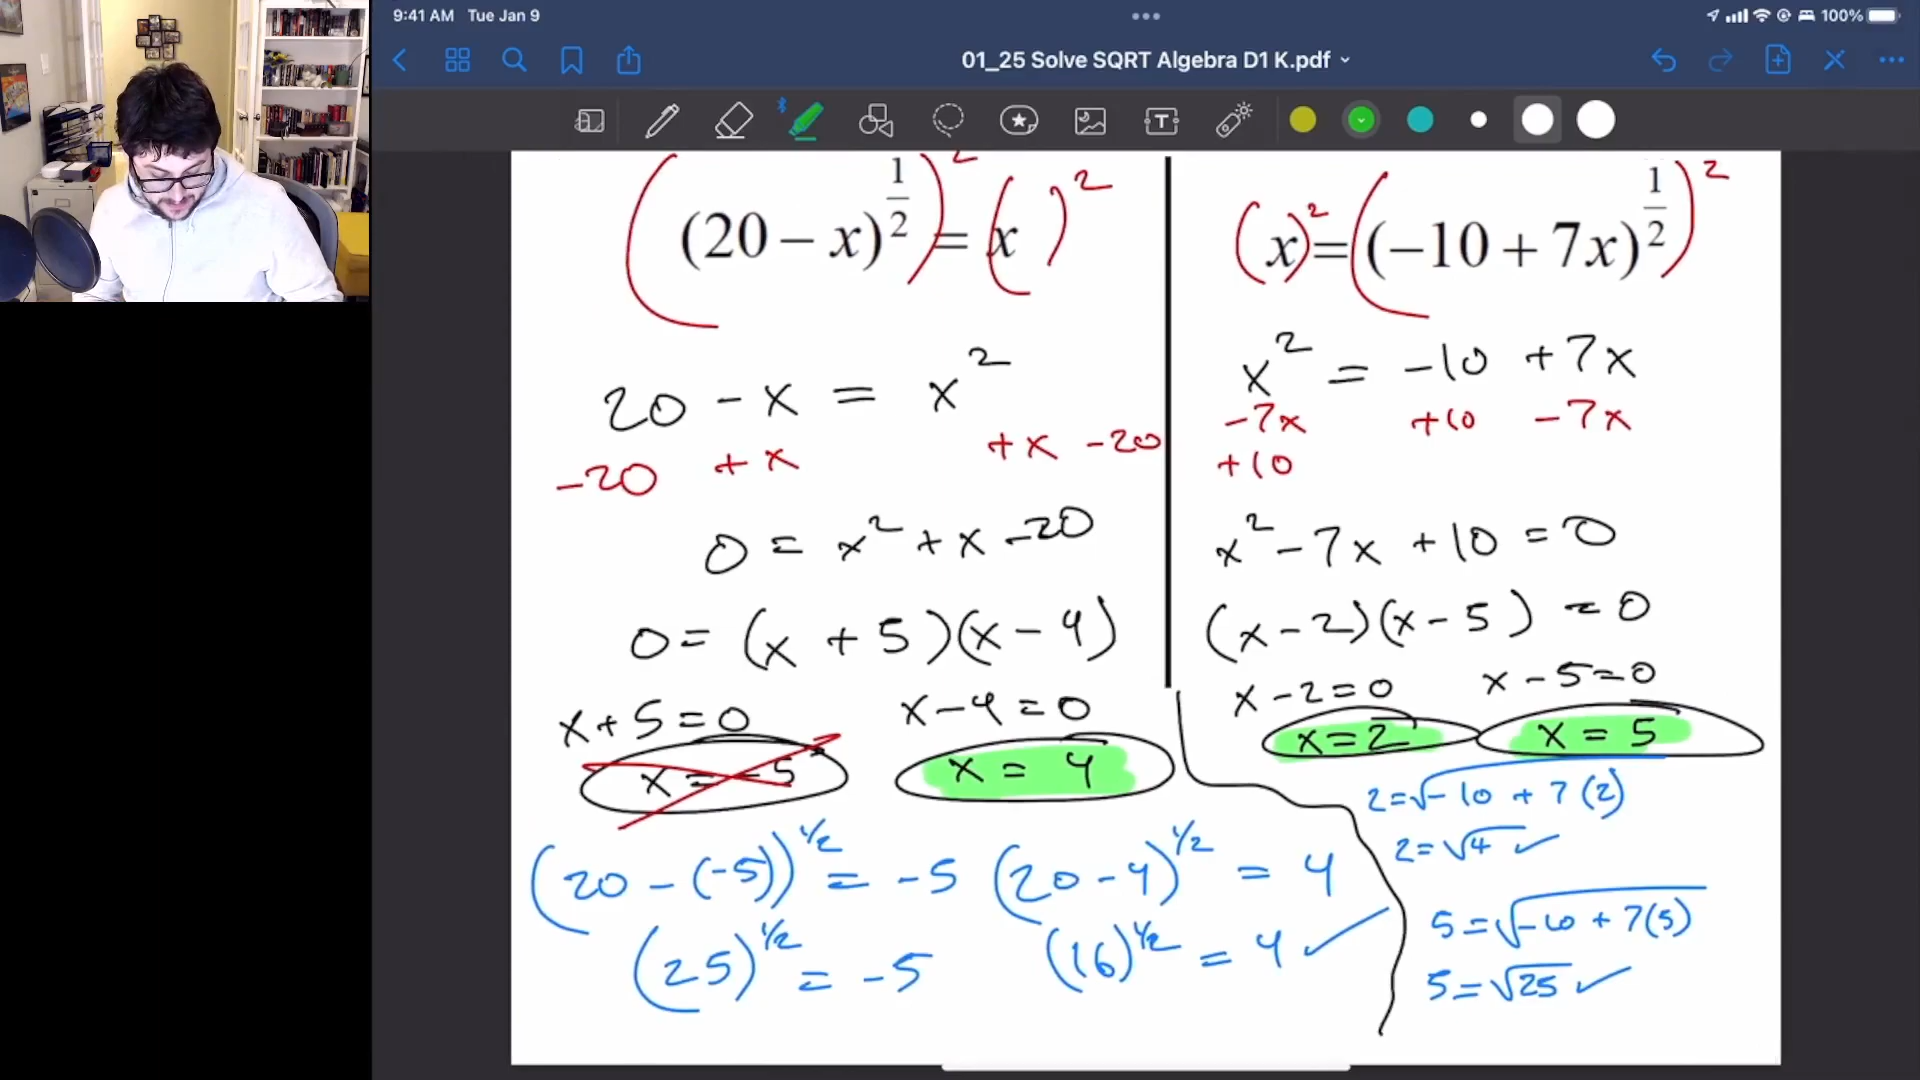 9:41 AM Tue Jan 9
100%
01_25 Solve SQRT Algebra D1 K.pdf
T
((20 – x)^{1/2})^2 = (x)^2
20 - x = x^2
-20 + x + x -20
0 = x^2 + x - 20
0 = (x + 5)(x - 4)
x + 5 = 0 x - 4 = 0
x = -5 x = 4
(20 - (-5))^{1/2} = -5 (20 - 4)^{1/2} = 4
(25)^{1/2} = -5 (16)^{1/2} = 4 ✓
(x)^2 = ((−10 + 7x)^{1/2})^2
x^2 = -10 + 7x
-7x +10 -7x
+10
x^2 - 7x + 10 = 0
(x - 2)(x - 5) = 0
x - 2 = 0 x - 5 = 0
x = 2 x = 5
2 = √-10 + 7(2)
2 = √4 ✓
5 = √-10 + 7(5)
5 = √25 ✓